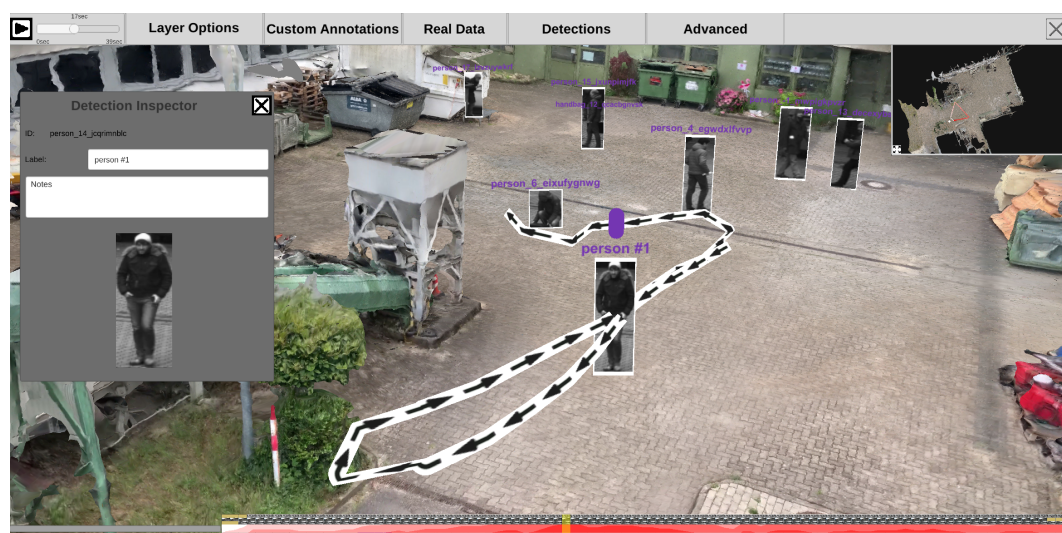 17sec
0sec
39sec
Layer Options
Custom Annotations
Real Data
Detections
Advanced
Detection Inspector
ID:
person_14_jcqrimnblc
Label:
person #1
Notes
person_4_egwdxlfvvp
person_6_eixufygnwg
person #1